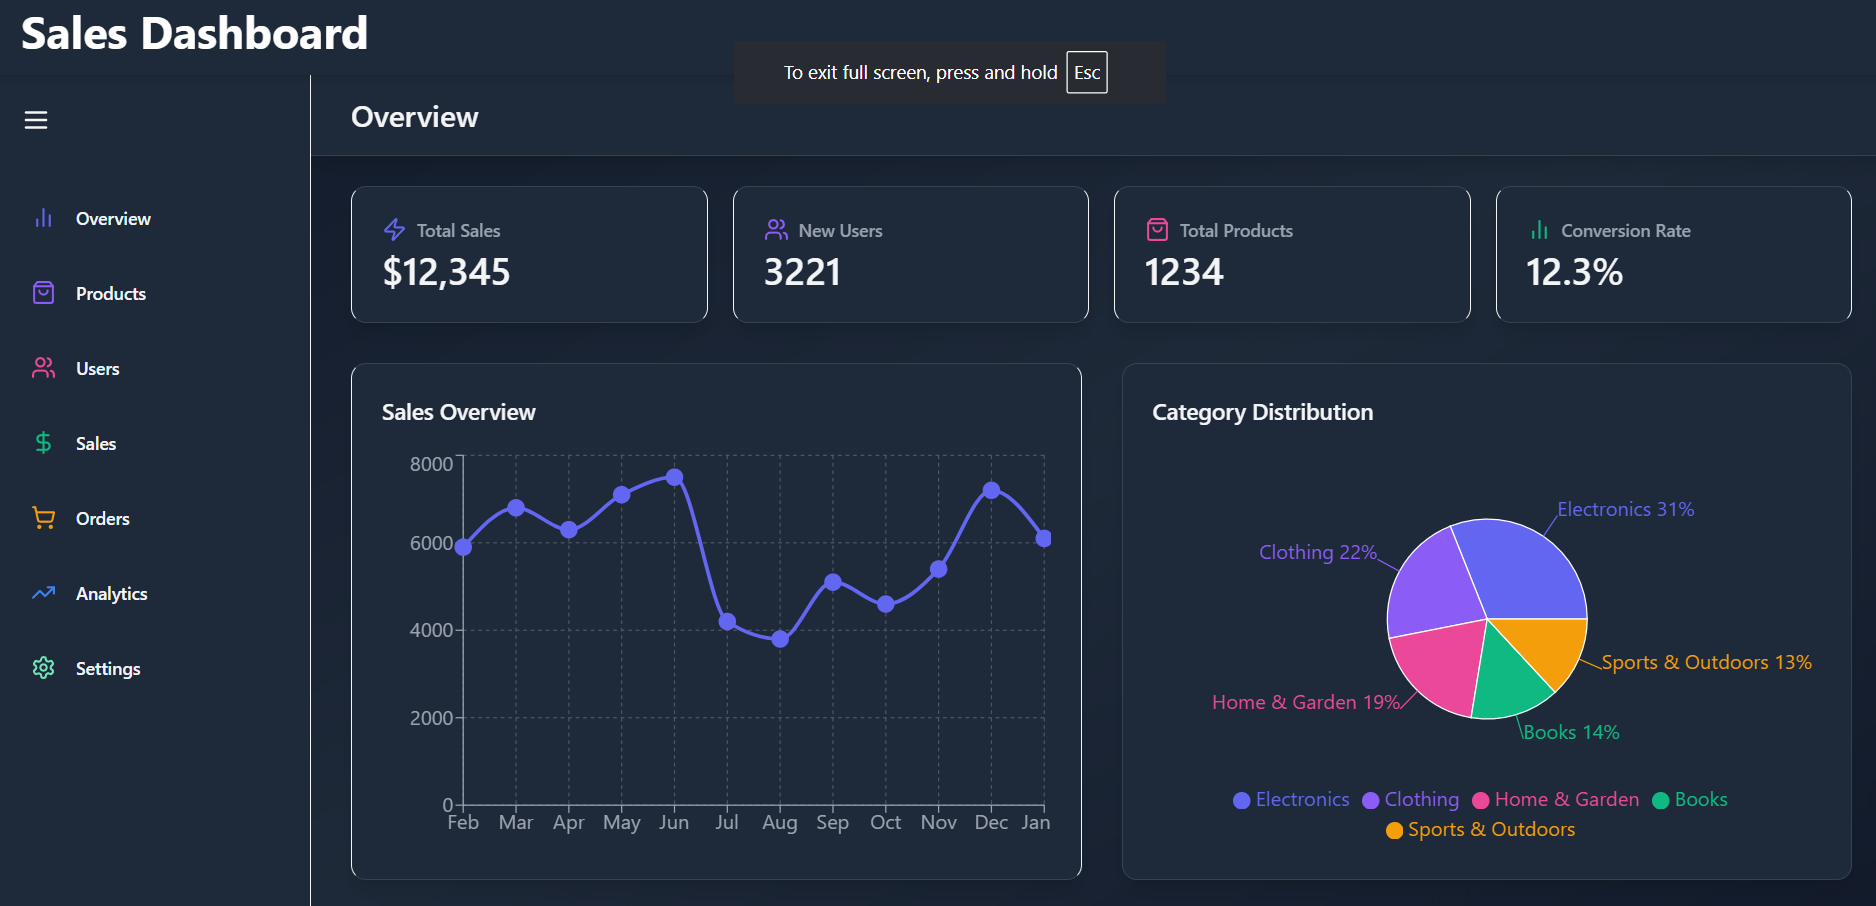 Sales Dashboard
To exit full screen, press and hold Esc
Overview
Overview
Products
Users
Sales
Orders
Analytics
Settings
Total Sales
$12,345
New Users
3221
Total Products
1234
Conversion Rate
12.3%
Sales Overview
8000
6000
4000
2000
0
Feb Mar Apr May Jun Jul Aug Sep Oct Nov Dec Jan
Category Distribution
Electronics 31%
Clothing 22%
Sports & Outdoors 13%
Home & Garden 19%
Books 14%
Electronics Clothing Home & Garden Books
Sports & Outdoors